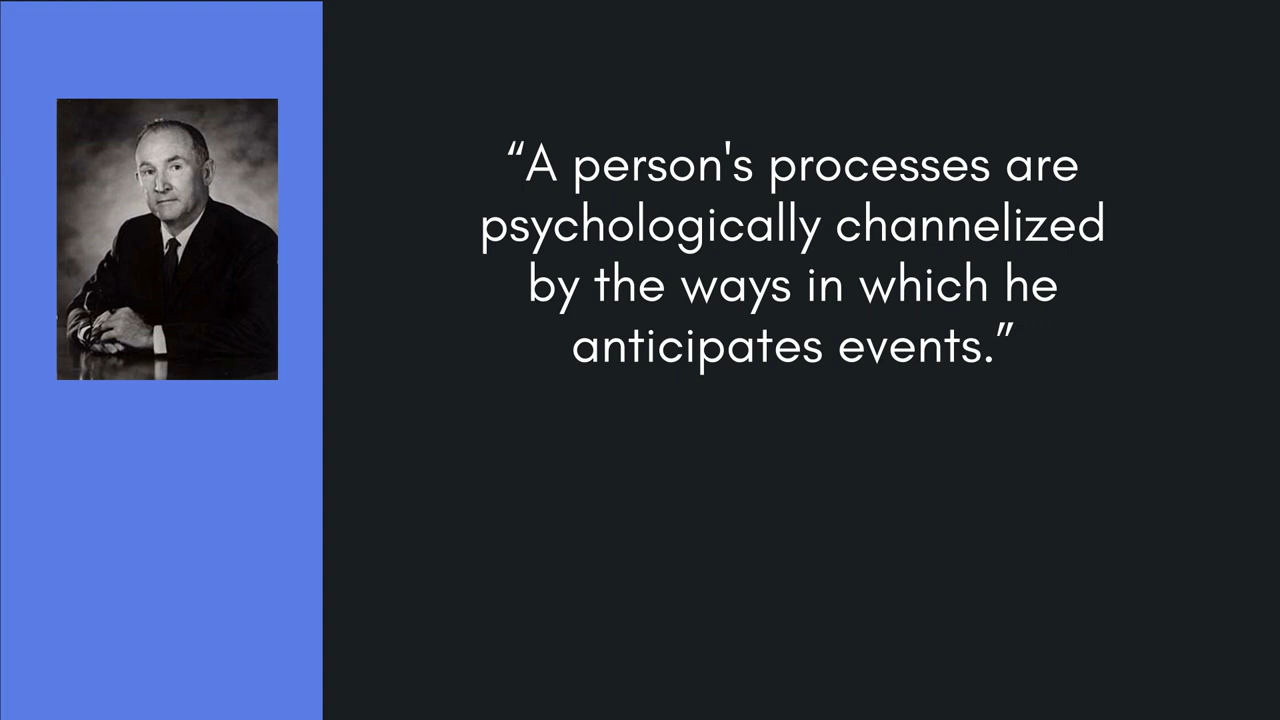 “A person's processes are
psychologically channelized
by the ways in which he
anticipates events.”